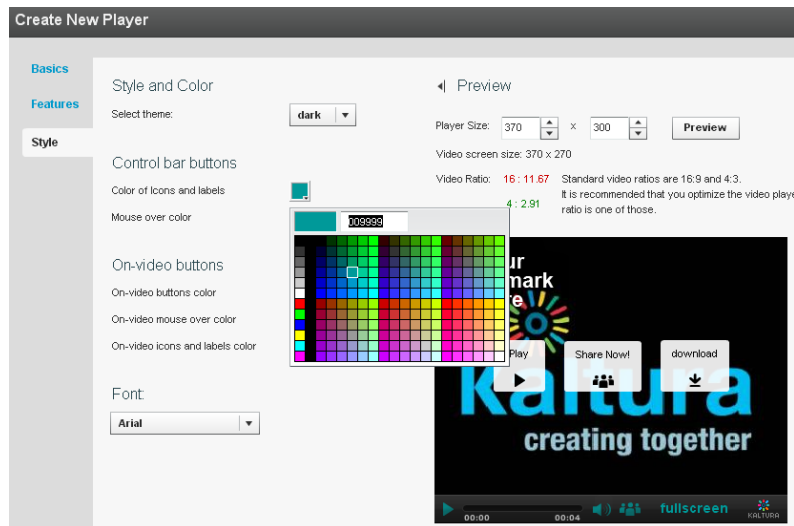 Create New Player
Basics
Features
Style
Style and Color
Select theme:
dark
Control bar buttons
Color of Icons and labels
Mouse over color
009999
On-video buttons
On-video buttons color
On-video mouse over color
On-video icons and labels color
Font:
Arial
Preview
Player Size:
370
x
300
Preview
Video screen size: 370 x 270
Video Ratio:
16 : 11.67
4 : 2.91
Standard video ratios are 16:9 and 4:3.
It is recommended that you optimize the video playe
ratio is one of those.
ur
mark
re
Play
Share Now!
download
kaltura
creating together
00:00
00:04
fullscreen
KALTURA